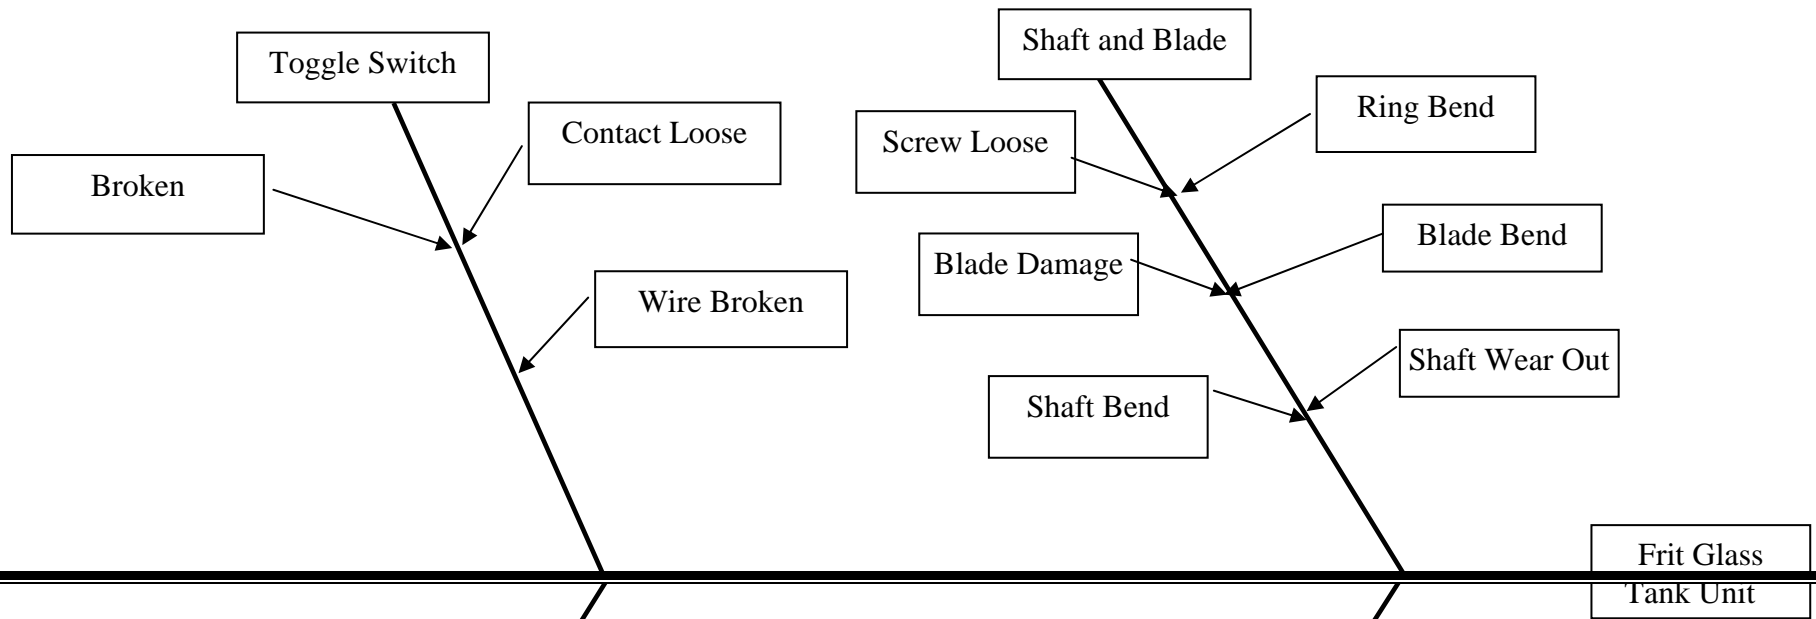 Toggle Switch
Broken
Contact Loose
Wire Broken
Shaft and Blade
Screw Loose
Ring Bend
Blade Damage
Blade Bend
Shaft Bend
Shaft Wear Out
Frit Glass
Tank Unit